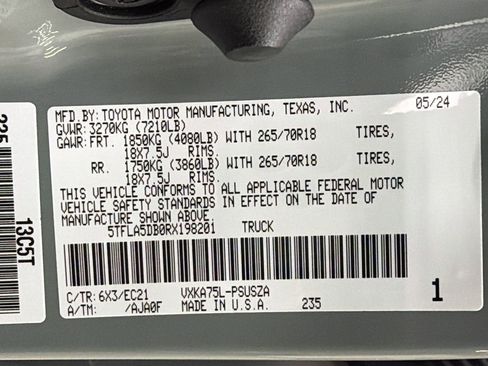 MFD.BY: TOYOTA MOTOR MANUFACTURING, TEXAS, INC. 05/24
GVWR: 3270KG (7210LB)
GAWR: FRT. 1850KG (4080LB) WITH 265/70R18 TIRES,
18X7.5J RIMS.
RR. 1750KG (3860LB) WITH 265/70R18 TIRES,
18X7.5J RIMS.
THIS VEHICLE CONFORMS TO ALL APPLICABLE FEDERAL MOTOR
VEHICLE SAFETY STANDARDS IN EFFECT ON THE DATE OF
MANUFACTURE SHOWN ABOVE.
5TFLA5DB0RX198201 TRUCK
C/TR: 6X3/EC21 VXKA75L-PSUSZA
A/TM: /AJA0F MADE IN U.S.A. 235
1
235
13C5T